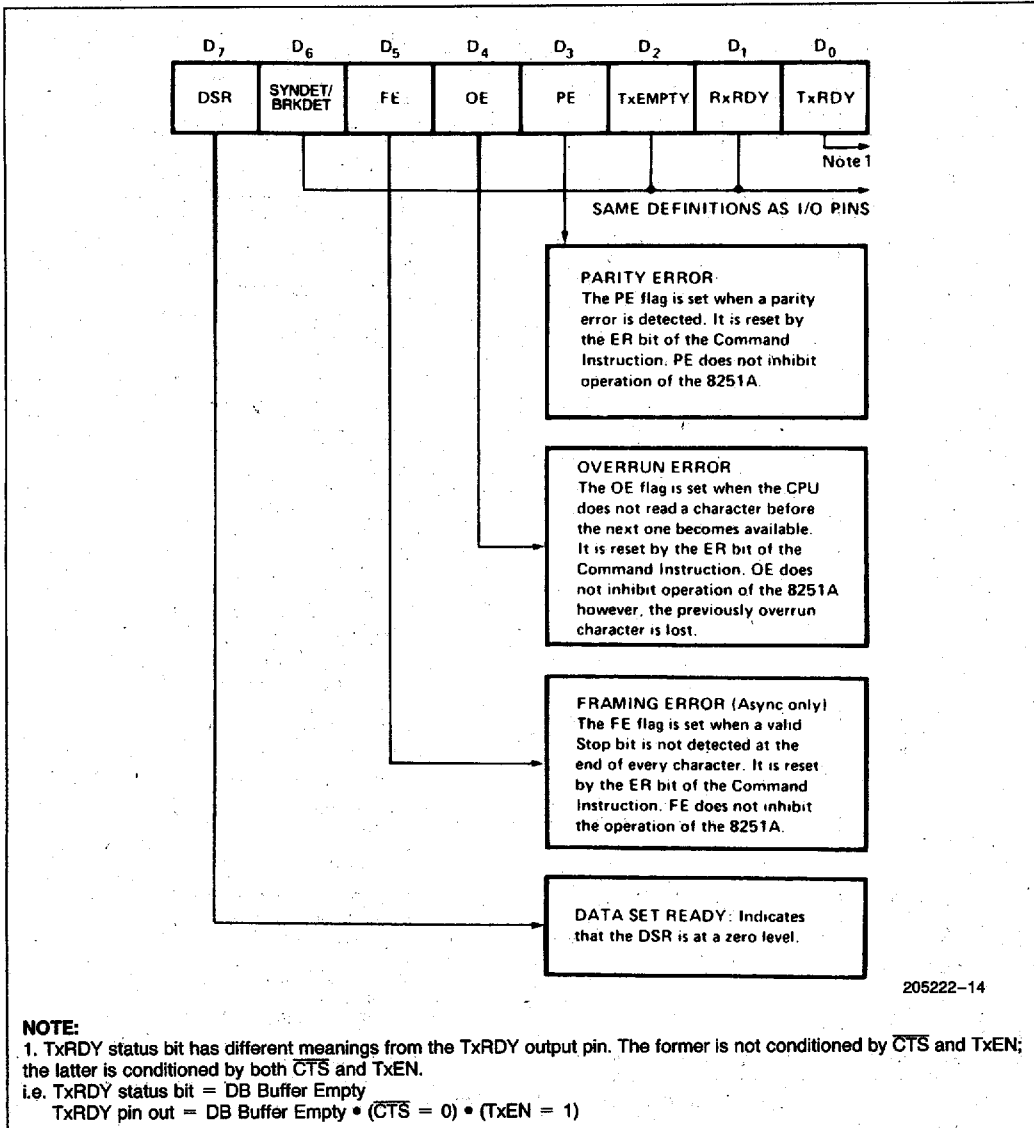 D7 D6 D5 D4 D3 D2 D1 D0
DSR SYNDET/ FE OE PE TxEMPTY RxRDY TxRDY
BRKDET
Note 1
SAME DEFINITIONS AS I/O PINS
PARITY ERROR
The PE flag is set when a parity
error is detected. It is reset by
the ER bit of the Command
Instruction. PE does not inhibit
operation of the 8251A.
OVERRUN ERROR
The OE flag is set when the CPU
does not read a character before
the next one becomes available.
It is reset by the ER bit of the
Command Instruction. OE does
not inhibit operation of the 8251A
however, the previously overrun
character is lost.
FRAMING ERROR (Async only)
The FE flag is set when a valid
Stop bit is not detected at the
end of every character. It is reset
by the ER bit of the Command
Instruction. FE does not inhibit
the operation of the 8251A.
DATA SET READY: Indicates
that the DSR is at a zero level.
205222–14
NOTE:
1. TxRDY status bit has different meanings from the TxRDY output pin. The former is not conditioned by C̅T̅S̅ and TxEN;
the latter is conditioned by both C̅T̅S̅ and TxEN.
i.e. TxRDY status bit = DB Buffer Empty
TxRDY pin out = DB Buffer Empty • (C̅T̅S̅ = 0) • (TxEN = 1)